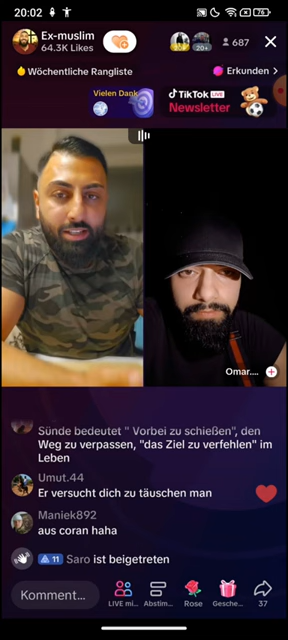 20:02
76
Ex-muslim
64.3K Likes
20+
687
Wöchentliche Rangliste
Erkunden >
Vielen Dank
TikTok LIVE
Newsletter
Omar....
Sünde bedeutet " Vorbei zu schießen", den
Weg zu verpassen, "das Ziel zu verfehlen" im
Leben
Umut.44
Er versucht dich zu täuschen man
Maniek892
aus coran haha
11 Saro ist beigetreten
Komment...
LIVE mi...
Abstim...
Rose
Gesche...
37